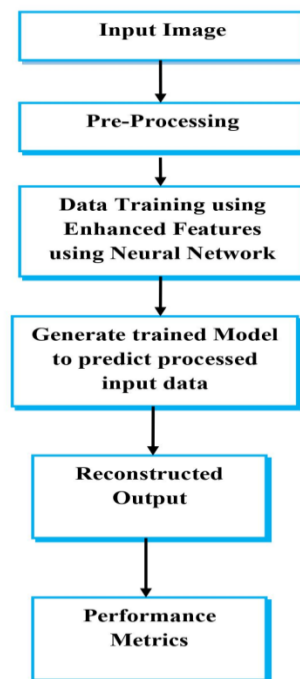 Input Image
Pre-Processing
Data Training using
Enhanced Features
using Neural Network
Generate trained Model
to predict processed
input data
Reconstructed
Output
Performance
Metrics